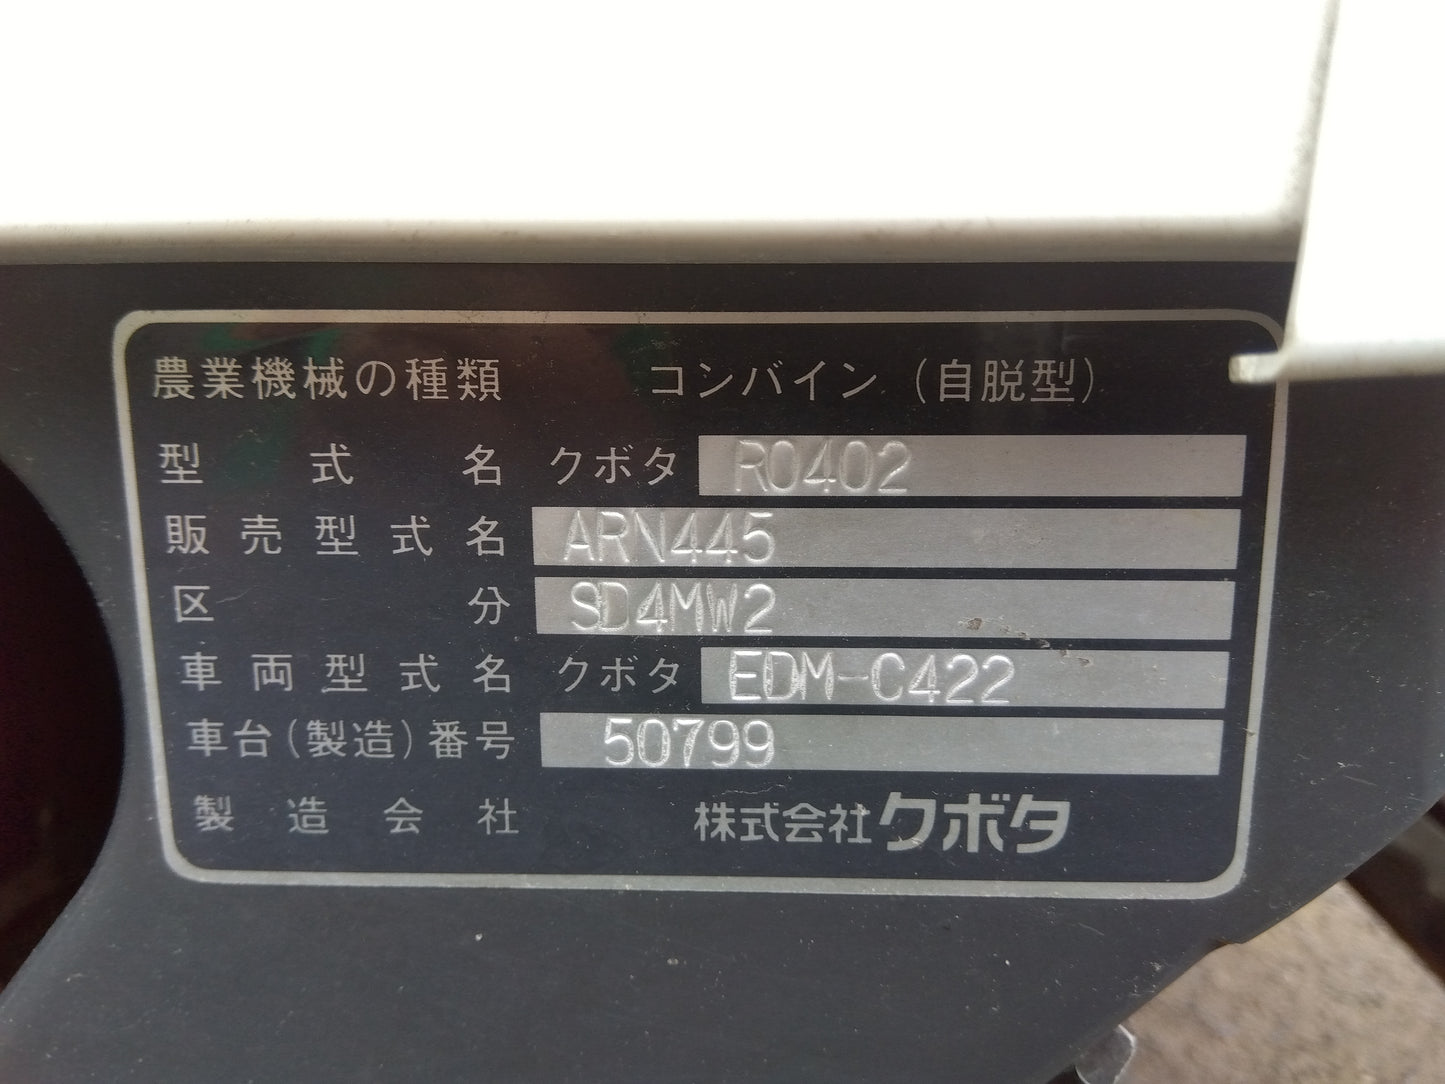 農業機械の種類 コンバイン（自脱型）
型式名 クボタ R0402
販売型式名 ARN445
区分 SD4MW2
車両型式名 クボタ EDM-C422
車台（製造）番号 50799
製造会社 株式会社クボタ